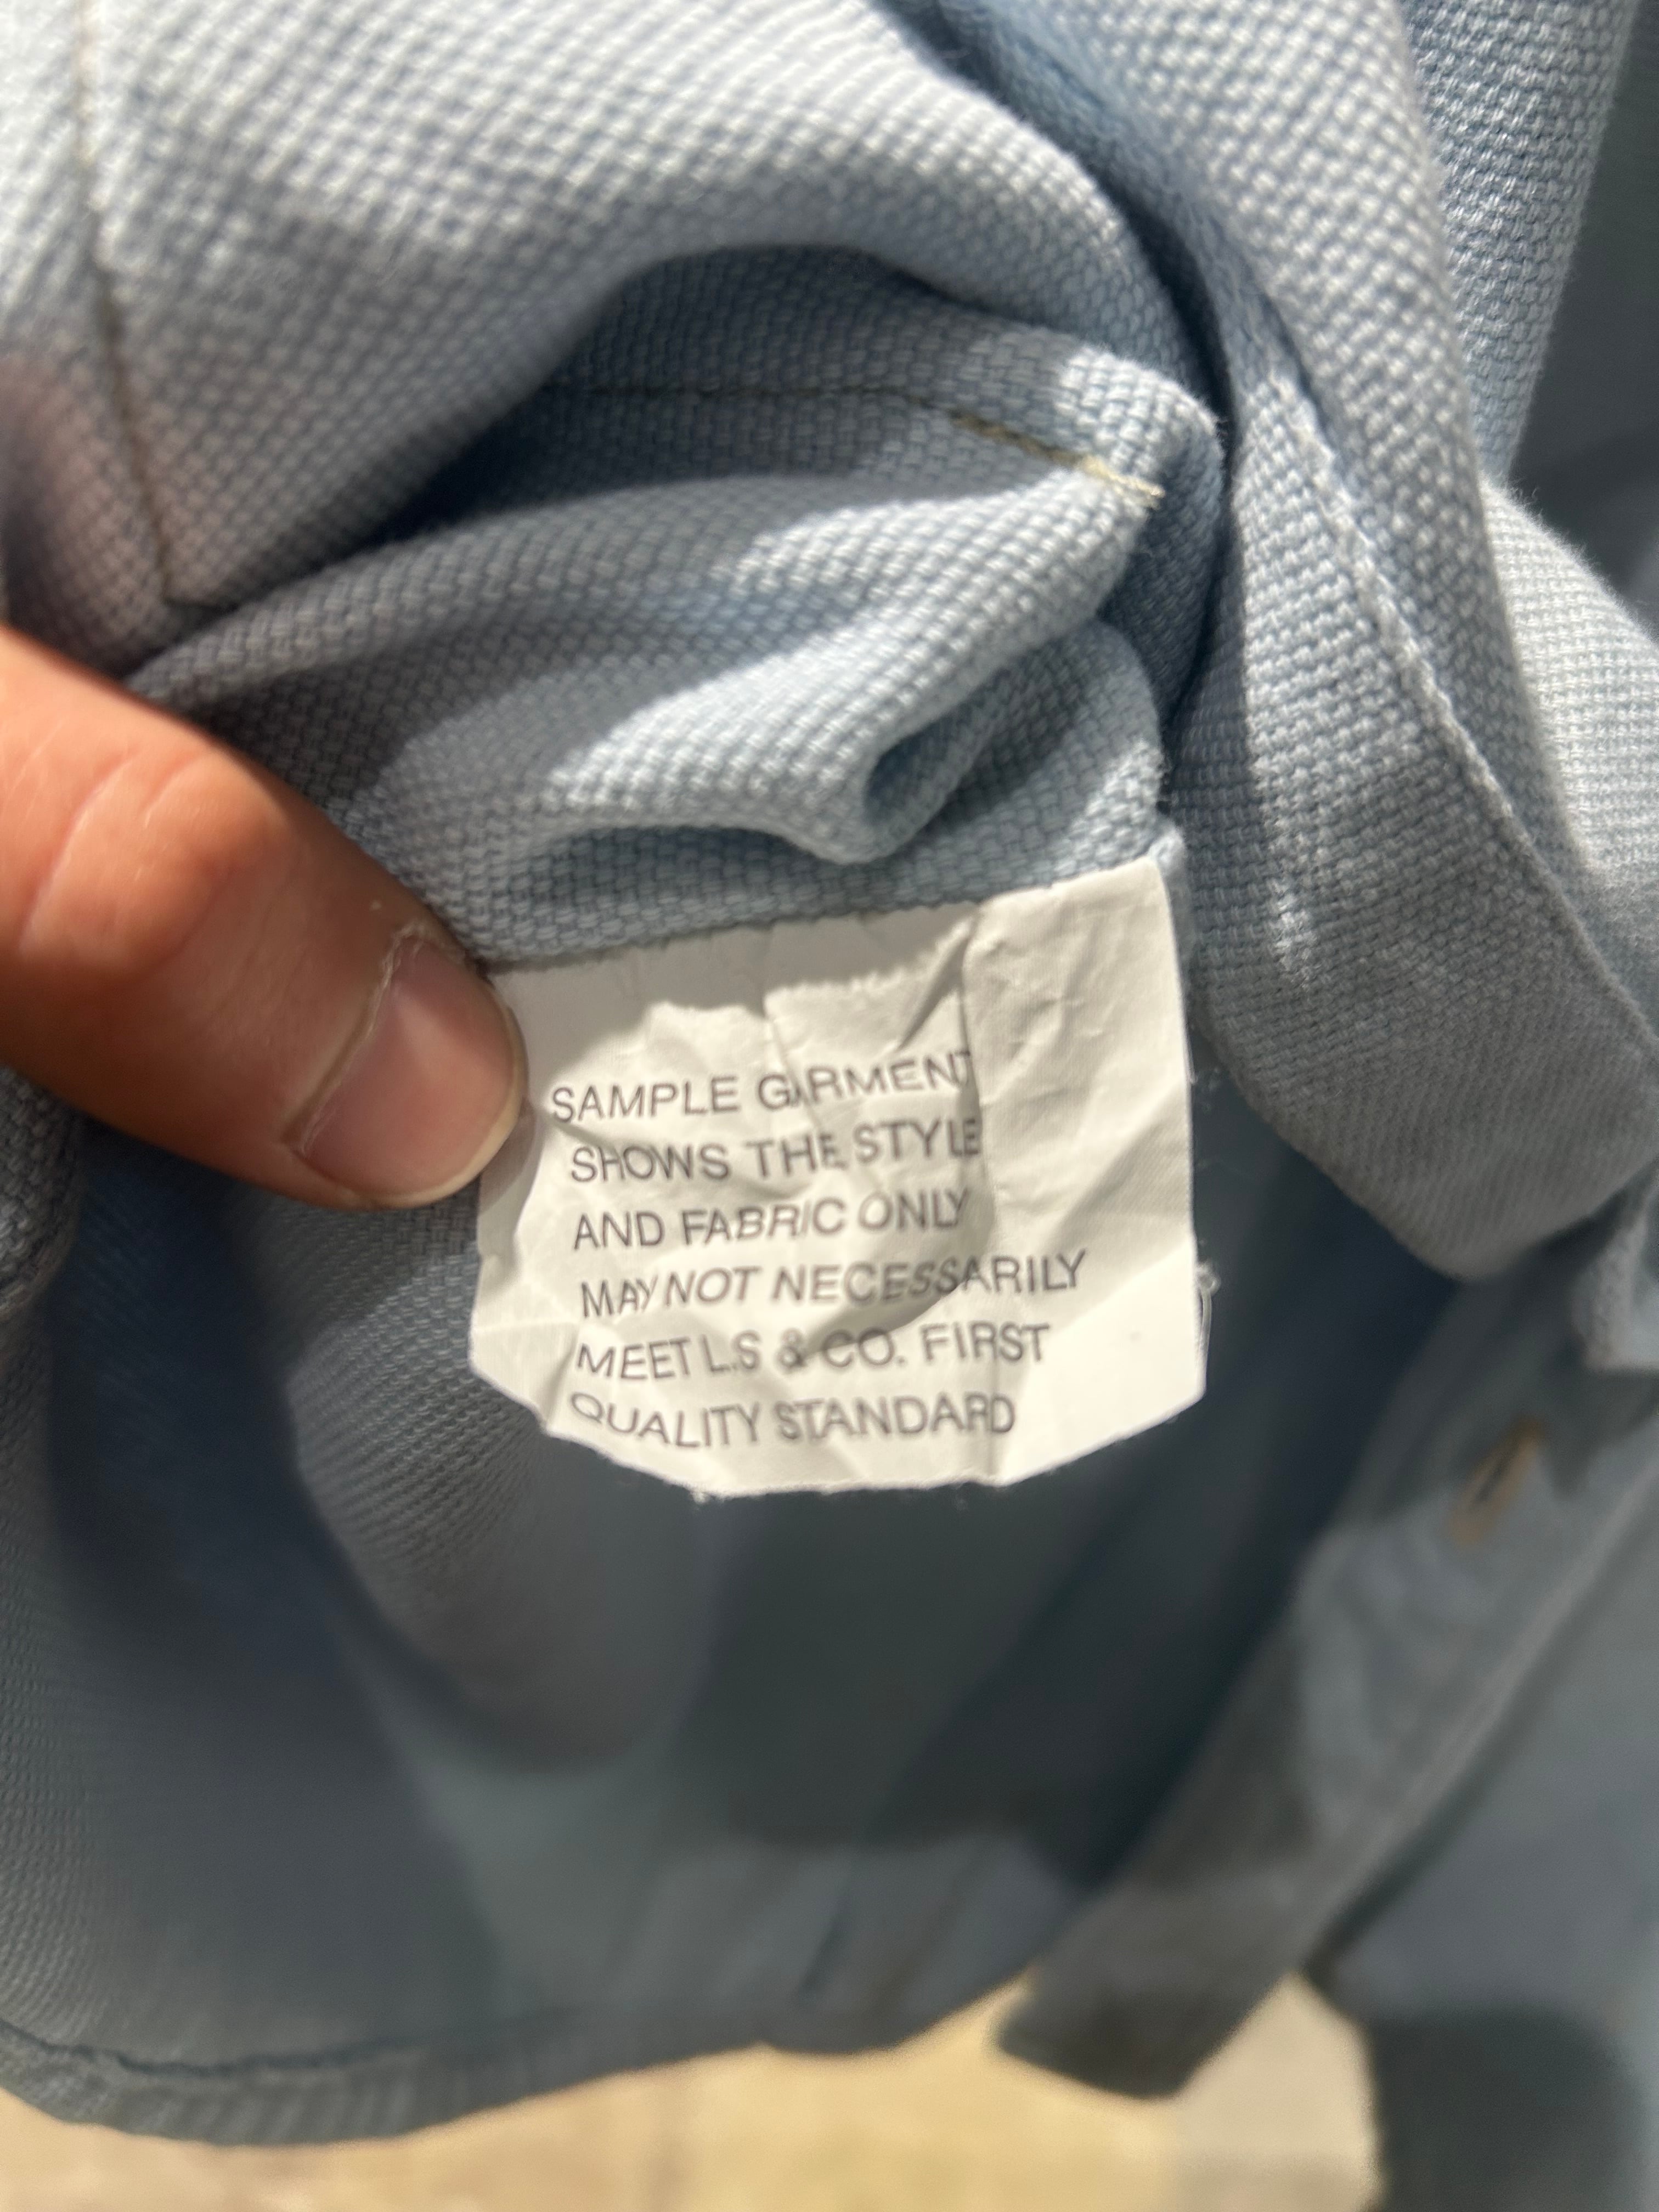 SAMPLE GARMENT
SHOWS THE STYLE
AND FABRIC ONLY
MAY NOT NECESSARILY
MEET L.S & CO. FIRST
QUALITY STANDARD